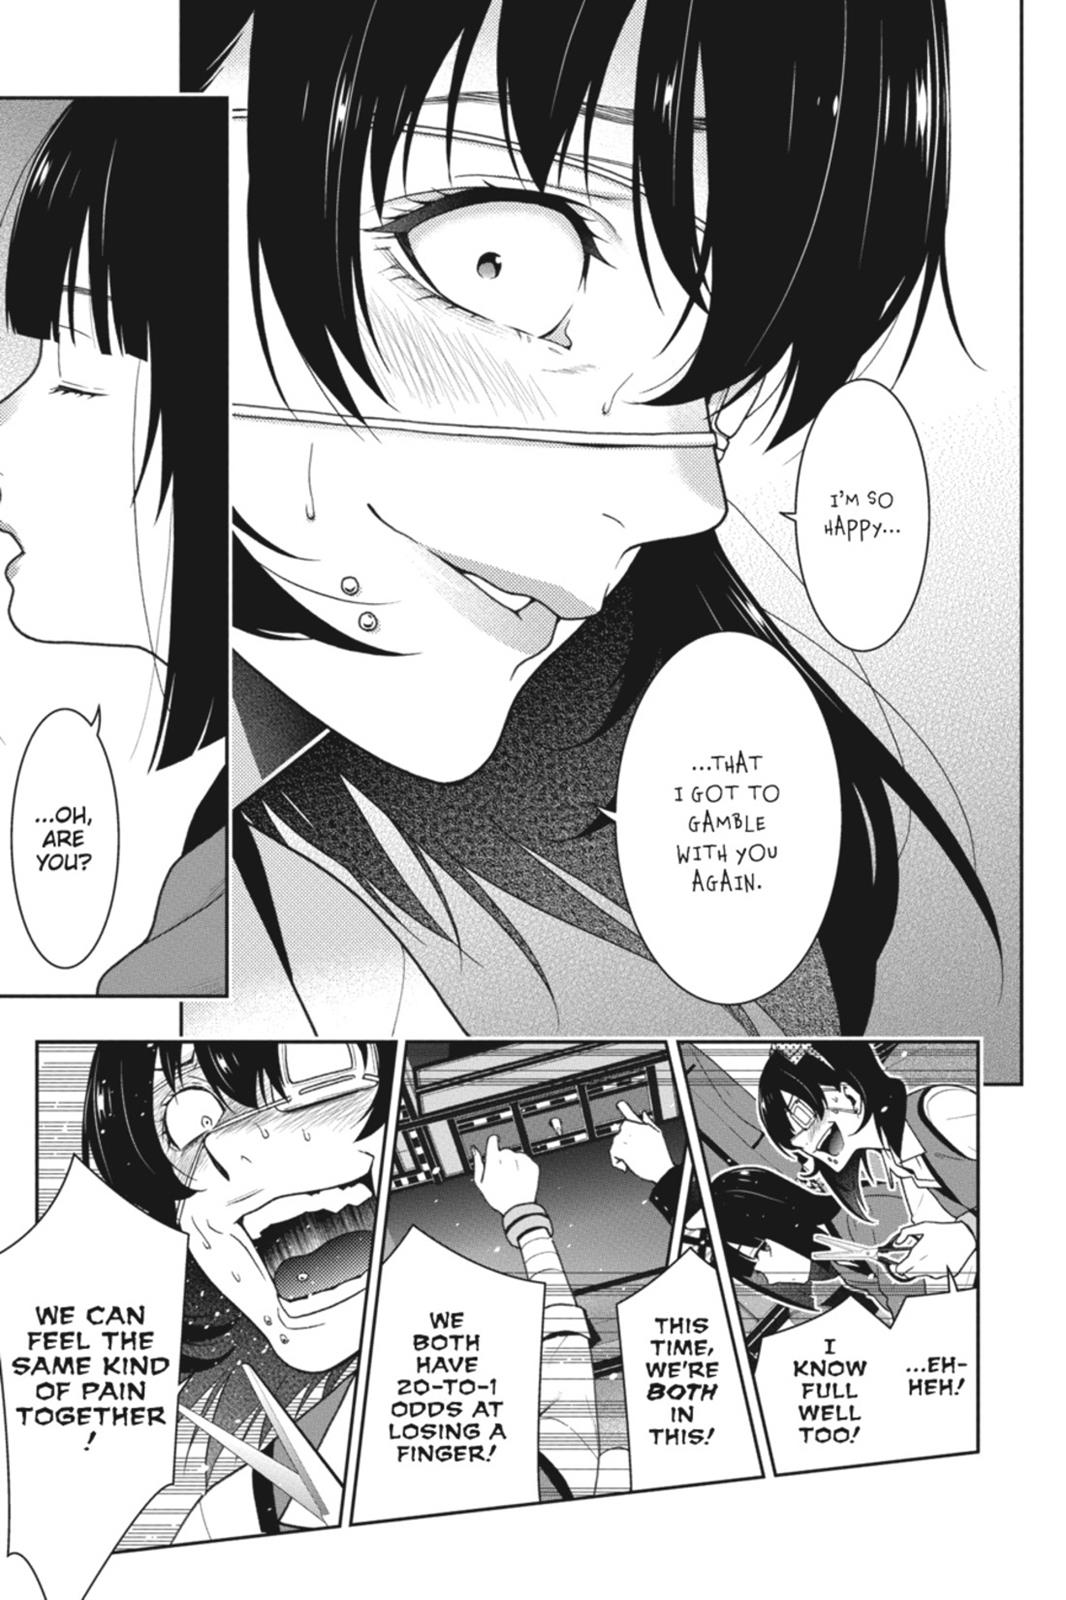 I'M SO
HAPPY...
...THAT
I GOT TO
GAMBLE
WITH YOU
AGAIN.
...OH,
ARE
YOU?
...EH-
HEH!
I
KNOW
FULL
WELL
TOO!
THIS
TIME,
WE'RE
BOTH
IN
THIS!
WE
BOTH
HAVE
20-TO-1
ODDS AT
LOSING A
FINGER!
WE CAN
FEEL THE
SAME KIND
OF PAIN
TOGETHER
!